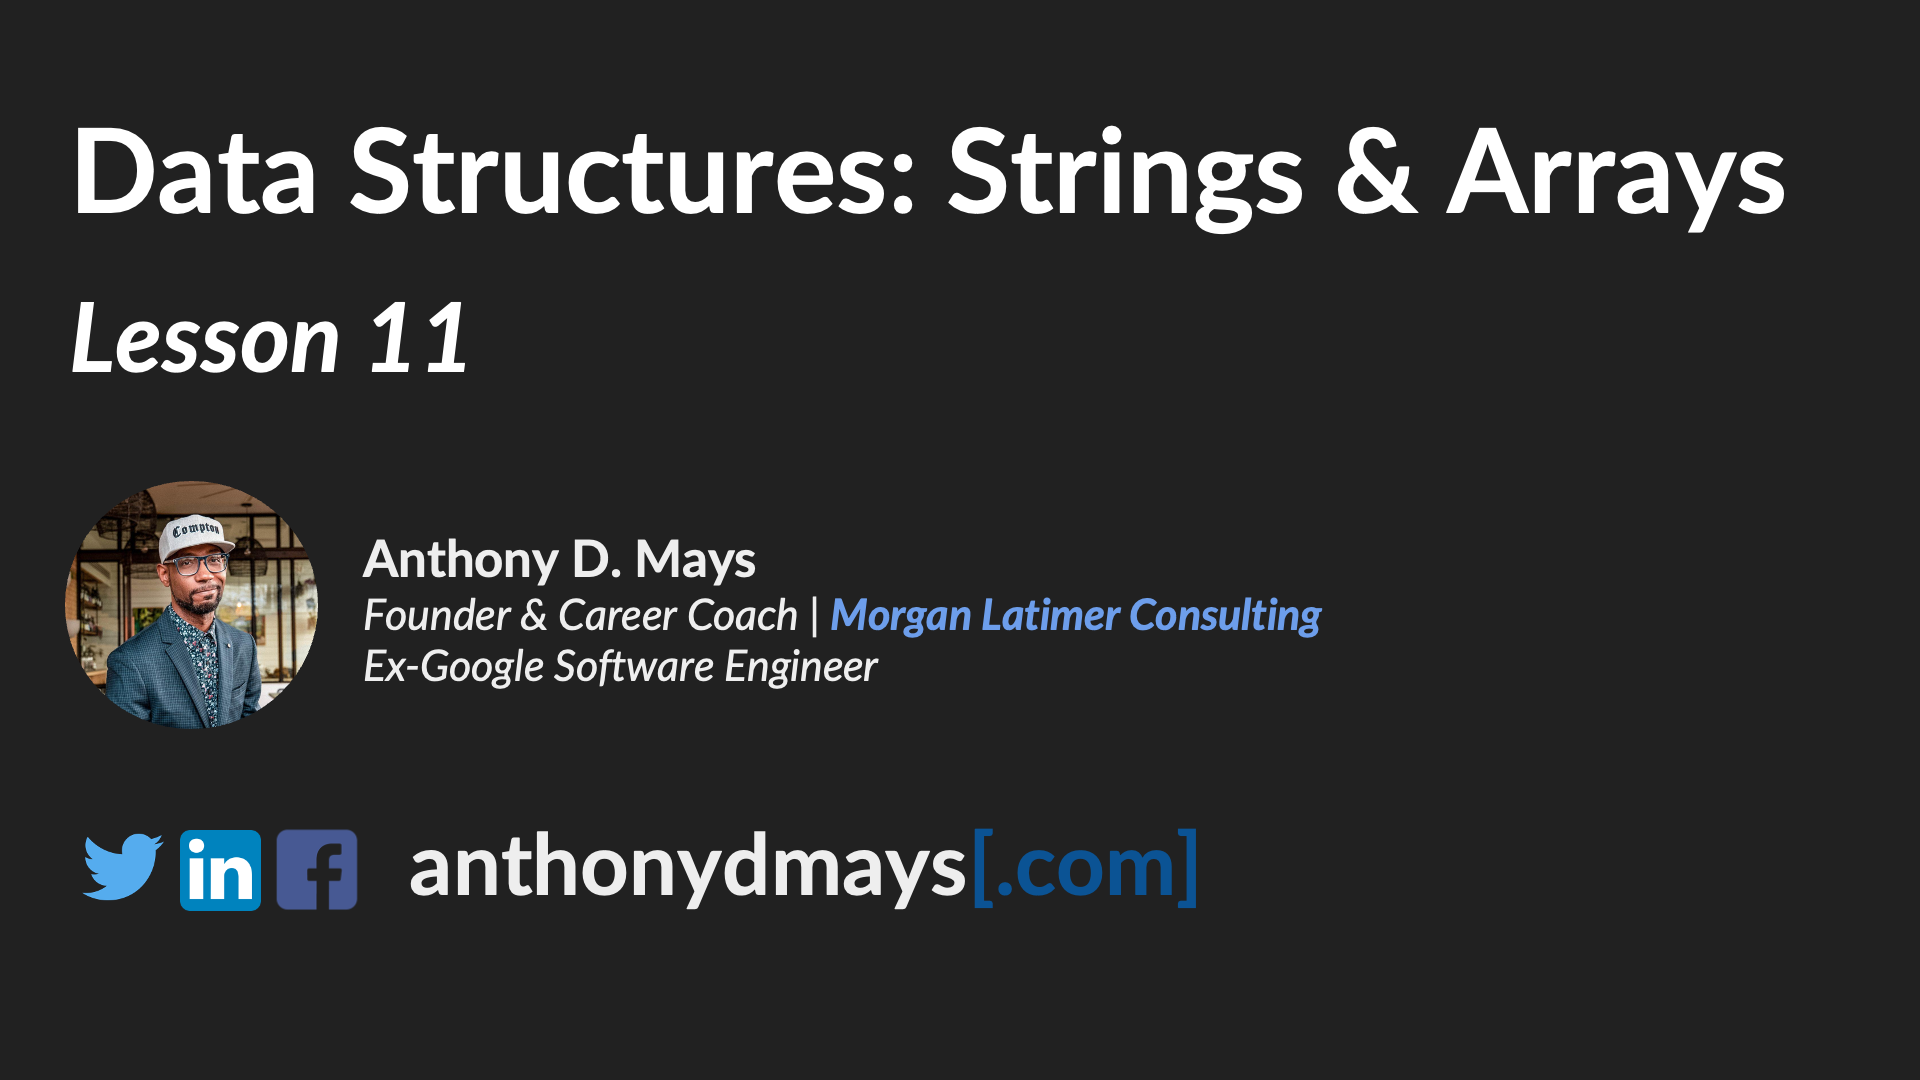 Data Structures: Strings & Arrays
Lesson 11
Compton
Anthony D. Mays
Founder & Career Coach | Morgan Latimer Consulting
Ex-Google Software Engineer
in f anthonydmays[.com]